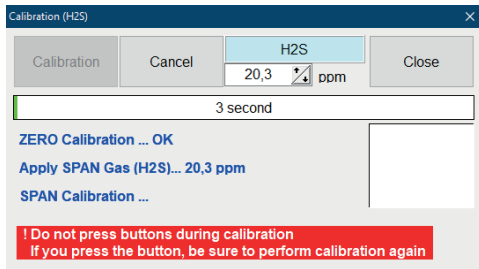 Calibration (H2S)
Calibration
Cancel
H2S
20,3
ppm
Close
3 second
ZERO Calibration ... OK
Apply SPAN Gas (H2S)... 20,3 ppm
SPAN Calibration ...
! Do not press buttons during calibration
If you press the button, be sure to perform calibration again